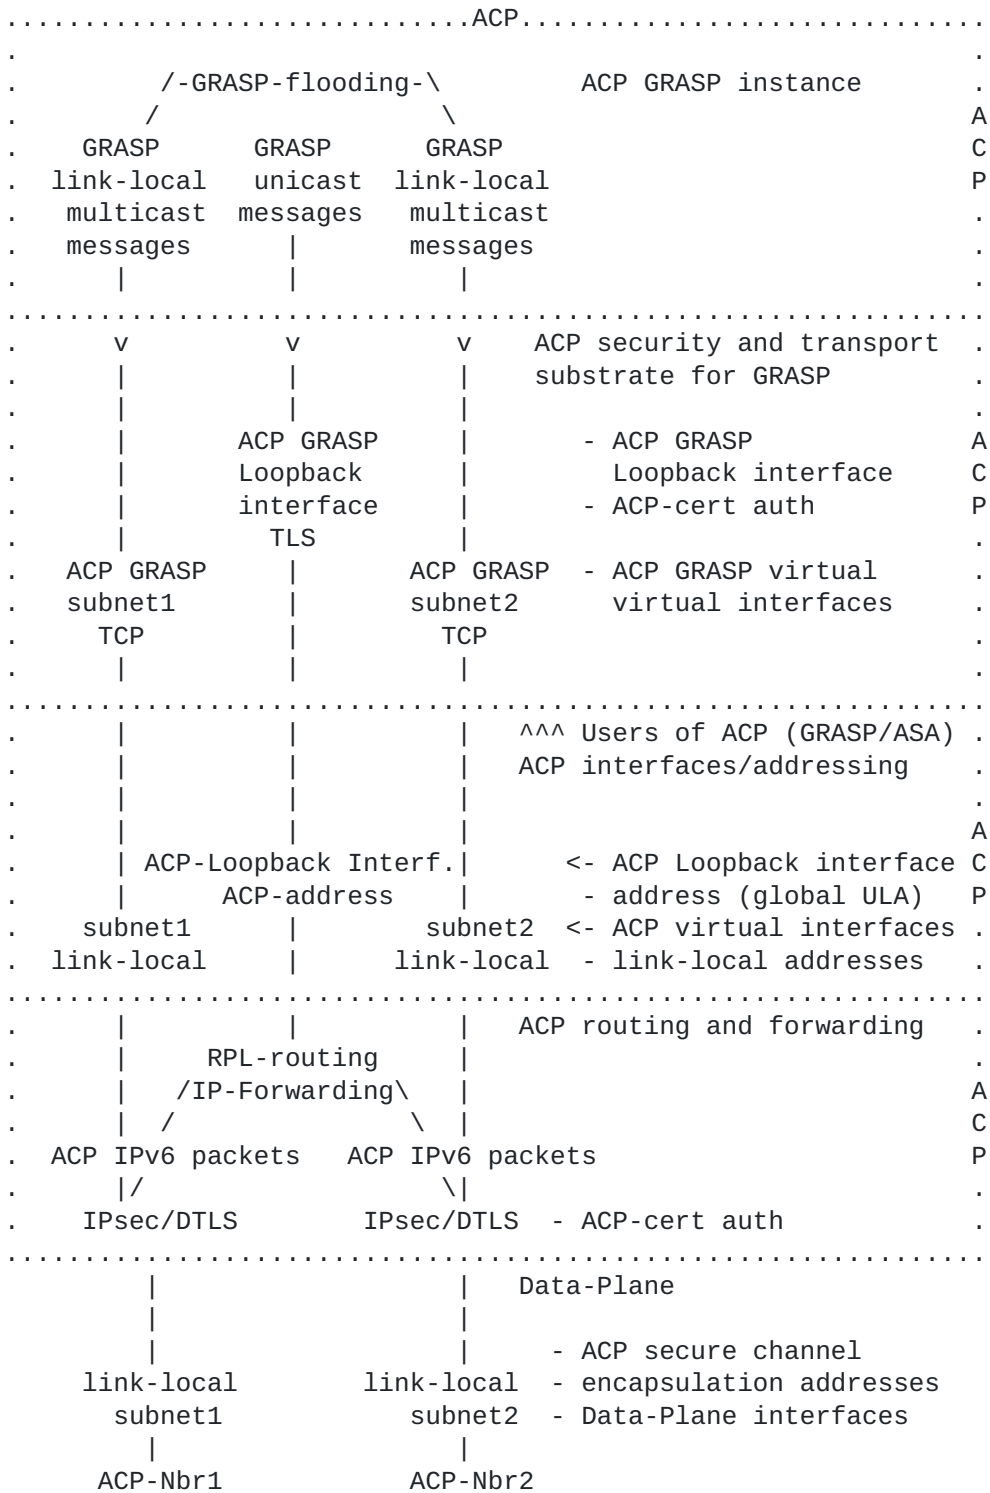 ..............................ACP..............................
.                                                             .
.         /-GRASP-flooding-\         ACP GRASP instance       .
.        /                  \                                 A
.    GRASP      GRASP      GRASP                              C
.  link-local   unicast  link-local                           P
.   multicast  messages   multicast                           .
.   messages      |       messages                            .
.      |          |          |                                .
...............................................................
.      v          v          v    ACP security and transport  .
.      |          |          |    substrate for GRASP         .
.      |          |          |                                .
.      |       ACP GRASP     |       - ACP GRASP              A
.      |       Loopback      |         Loopback interface     C
.      |       interface     |       - ACP-cert auth          P
.      |         TLS         |                                .
.   ACP GRASP     |       ACP GRASP  - ACP GRASP virtual      .
.   subnet1       |       subnet2      virtual interfaces     .
.     TCP         |         TCP                               .
.      |          |          |                                .
...............................................................
.      |          |          |   ^^^ Users of ACP (GRASP/ASA) .
.      |          |          |   ACP interfaces/addressing    .
.      |          |          |                                .
.      |          |          |                                A
.      | ACP-Loopback Interf.|      <- ACP Loopback interface C
.      |      ACP-address    |       - address (global ULA)   P
.    subnet1      |        subnet2  <- ACP virtual interfaces .
.  link-local     |      link-local  - link-local addresses   .
...............................................................
.      |          |          |   ACP routing and forwarding   .
.      |     RPL-routing     |                                .
.      |   /IP-Forwarding\   |                                A
.      |  /               \  |                                C
.  ACP IPv6 packets   ACP IPv6 packets                        P
.      |/                   \|                                .
.    IPsec/DTLS        IPsec/DTLS  - ACP-cert auth            .
...............................................................
         |                   |   Data-Plane
         |                   |
         |                   |     - ACP secure channel
     link-local        link-local  - encapsulation addresses
       subnet1            subnet2  - Data-Plane interfaces
         |                   |
      ACP-Nbr1            ACP-Nbr2